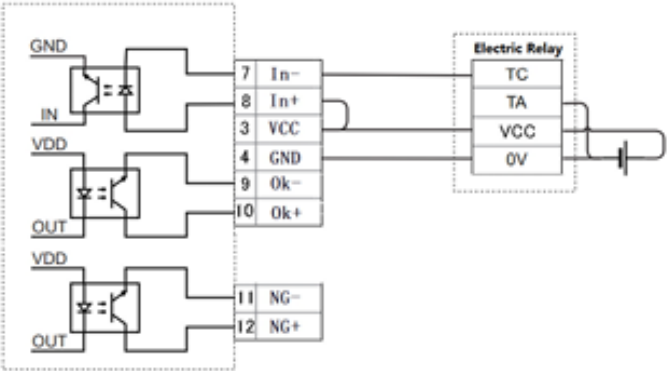 GND
IN
VDD
OUT
VDD
OUT
7 In-
8 In+
3 VCC
4 GND
9 Ok-
10 Ok+
11 NG-
12 NG+
Electric Relay
TC
TA
VCC
0V